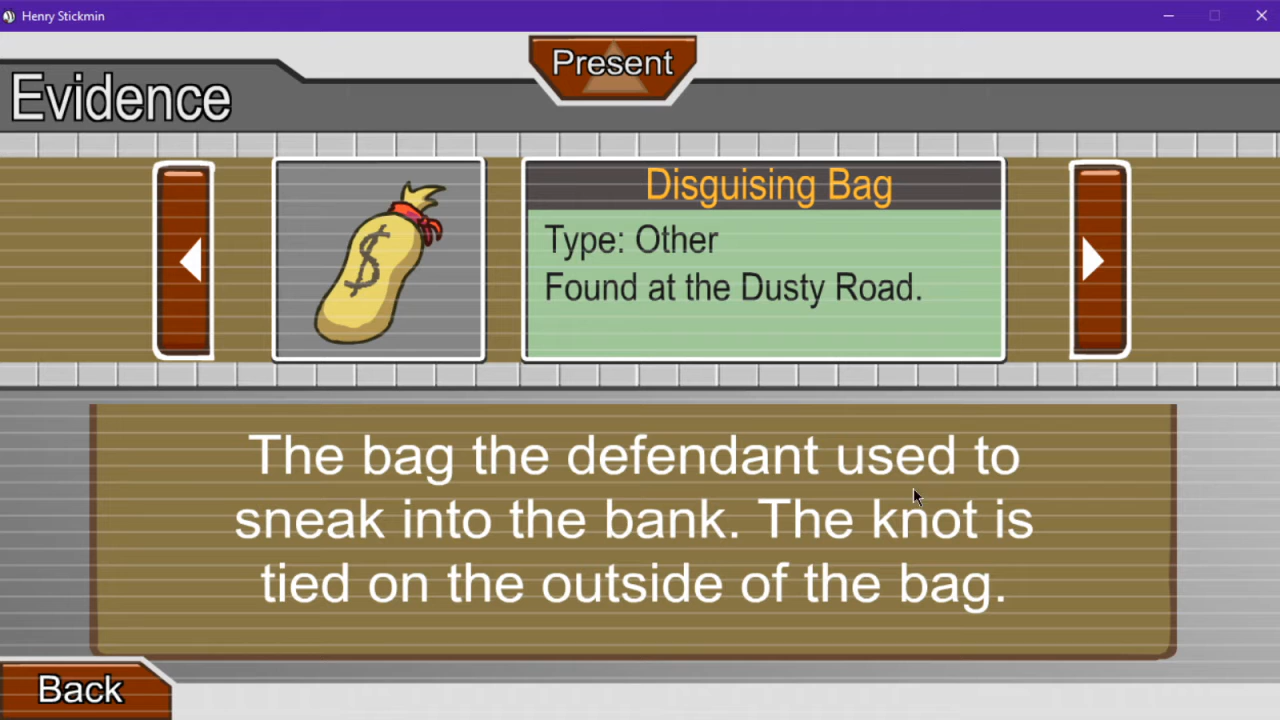 Henry Stickmin
Present
Evidence
Disguising Bag
$
Type: Other
Found at the Dusty Road.
The bag the defendant used to
sneak into the bank. The knot is
tied on the outside of the bag.
Back